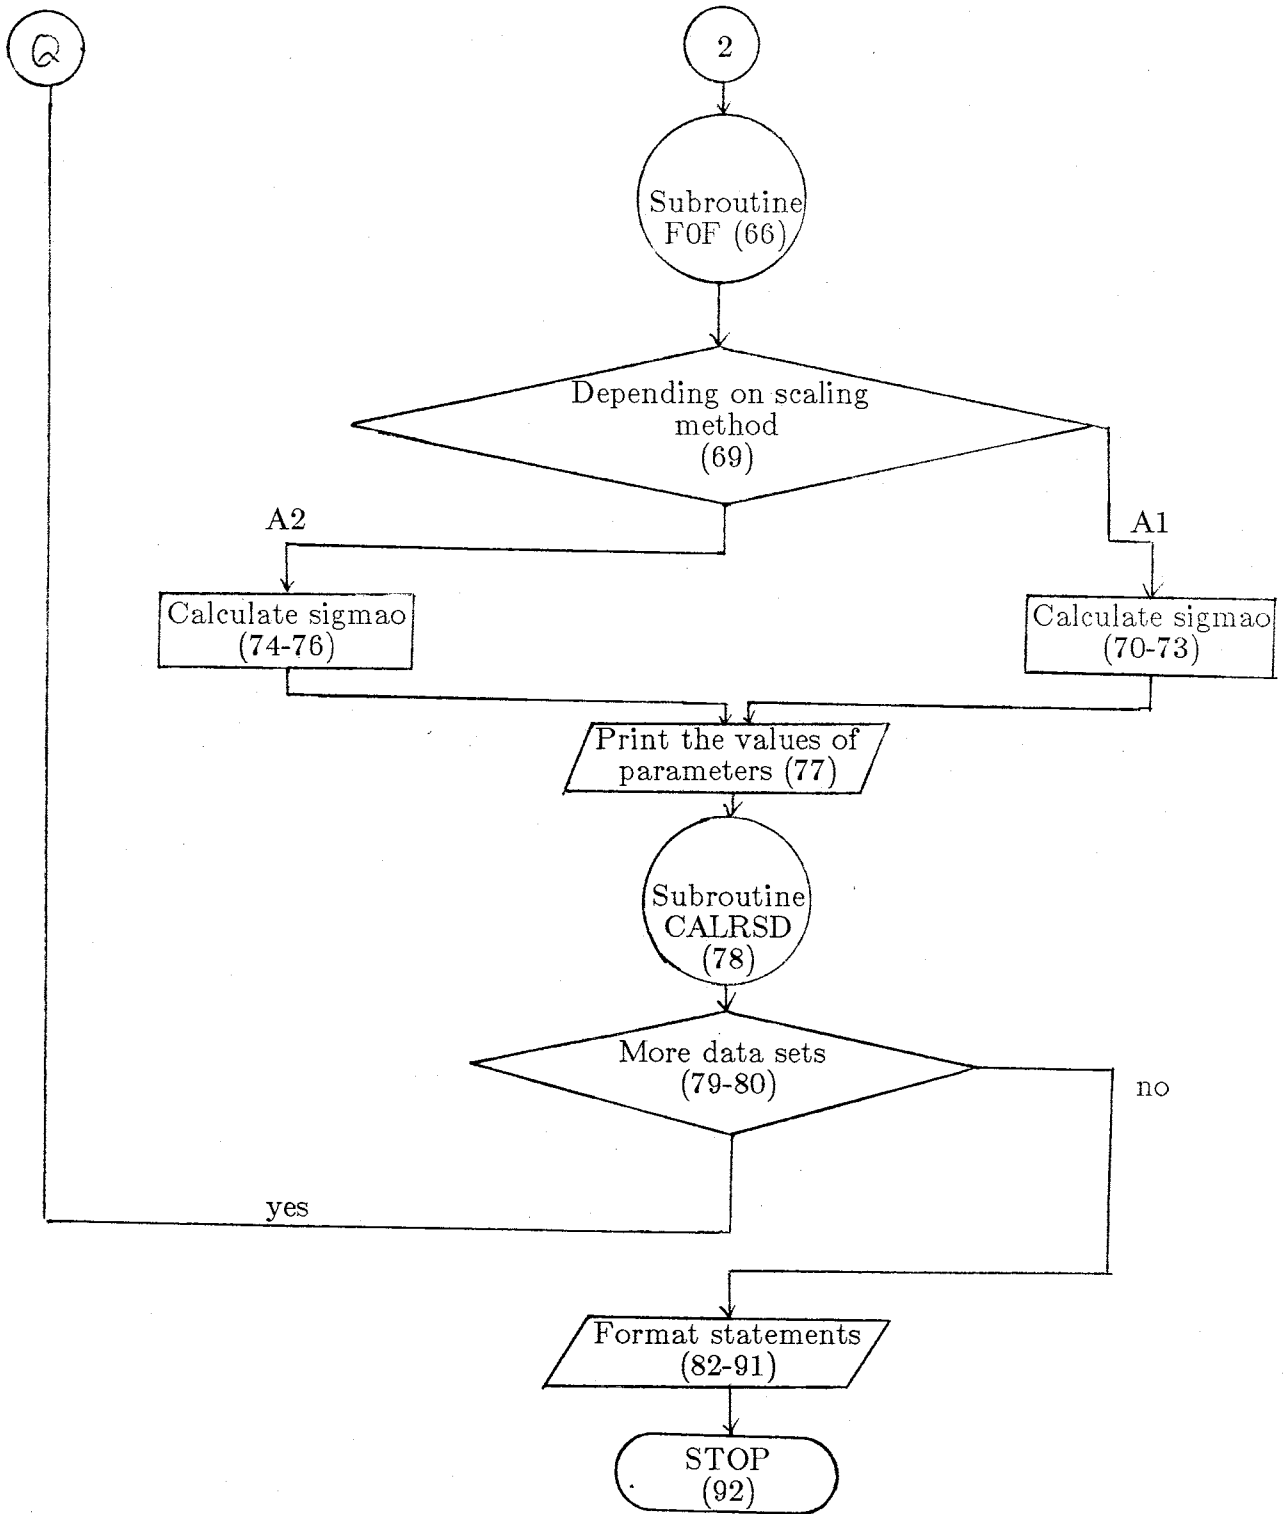 Q
2
Subroutine
F0F (66)
Depending on scaling
method
(69)
A2
A1
Calculate sigmao
(74-76)
Calculate sigmao
(70-73)
Print the values of
parameters (77)
Subroutine
CALRSD
(78)
More data sets
(79-80)
no
yes
Format statements
(82-91)
STOP
(92)